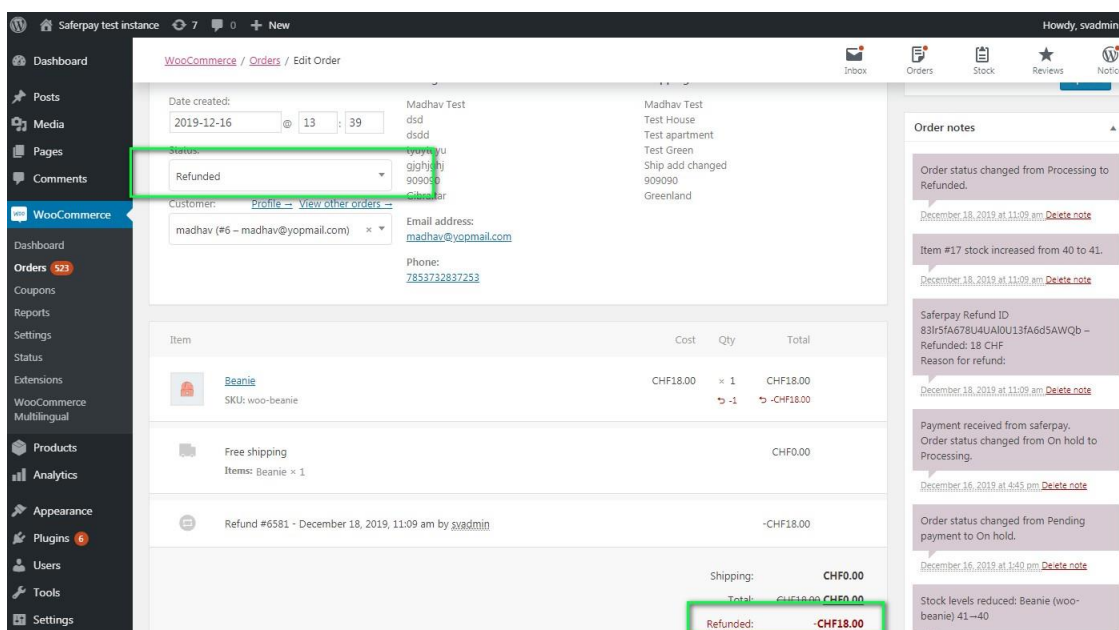 Saferpay test instance 7 0 + New
Howdy, svadmin
Dashboard
Posts
Media
Pages
Comments
WooCommerce
Dashboard
Orders 523
Coupons
Reports
Settings
Status
Extensions
WooCommerce
Multilingual
Products
Analytics
Appearance
Plugins 6
Users
Tools
Settings
WooCommerce / Orders / Edit Order
Inbox
Orders
Stock
Reviews
Notic
Date created:
2019-12-16 @ 13 : 39
Status:
Refunded
Customer: Profile → View other orders →
madhav (#6 – madhav@yopmail.com) ×
Madhav Test
dsd
dsdd
tyuytuyu
gjghjghj
909090
Gibraltar
Email address:
madhav@yopmail.com
Phone:
7853732837253
Madhav Test
Test House
Test apartment
Test Green
Ship add changed
909090
Greenland
Item Cost Qty Total
Beanie CHF18.00 × 1 CHF18.00
SKU: woo-beanie -1 -CHF18.00
Free shipping CHF0.00
Items: Beanie × 1
Refund #6581 - December 18, 2019, 11:09 am by svadmin -CHF18.00
Shipping: CHF0.00
Total: CHF18.00 CHF0.00
Refunded: -CHF18.00
Order notes
Order status changed from Processing to
Refunded.
December 18, 2019 at 11:09 am Delete note
Item #17 stock increased from 40 to 41.
December 18, 2019 at 11:09 am Delete note
Saferpay Refund ID
83Ir5fA678U4UAl0U13fA6d5AWQb –
Refunded: 18 CHF
Reason for refund:
December 18, 2019 at 11:09 am Delete note
Payment received from saferpay.
Order status changed from On hold to
Processing.
December 16, 2019 at 4:45 pm Delete note
Order status changed from Pending
payment to On hold.
December 16, 2019 at 1:40 pm Delete note
Stock levels reduced: Beanie (woo-
beanie) 41→40